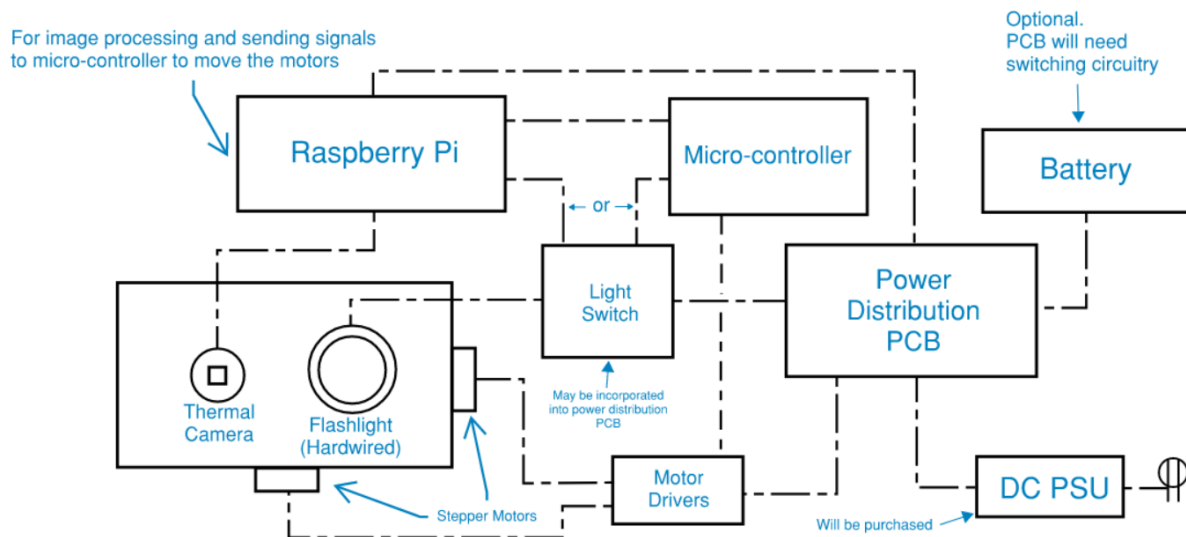 For image processing and sending signals
to micro-controller to move the motors
Optional.
PCB will need
switching circuitry
Raspberry Pi
Micro-controller
Battery
or
Light
Switch
Power
Distribution
PCB
Thermal
Camera
Flashlight
(Hardwired)
May be incorporated
into power distribution
PCB
Motor
Drivers
Stepper Motors
DC PSU
Will be purchased